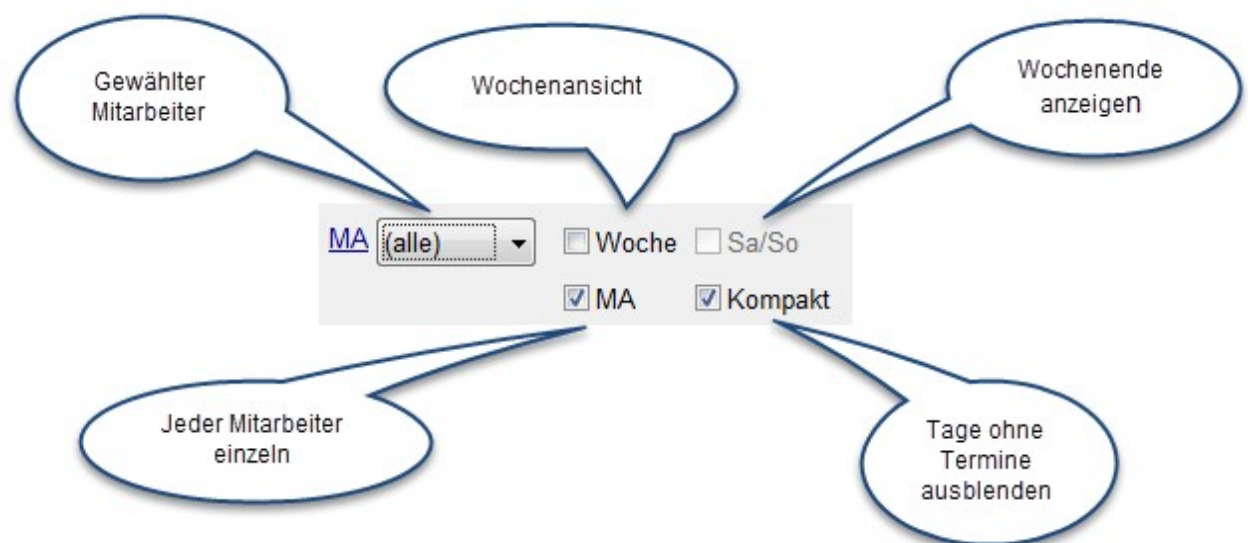 Gewählter
Mitarbeiter
Wochenansicht
Wochenende
anzeigen
MA (alle) Woche Sa/So
MA Kompakt
Jeder Mitarbeiter
einzeln
Tage ohne
Termine
ausblenden